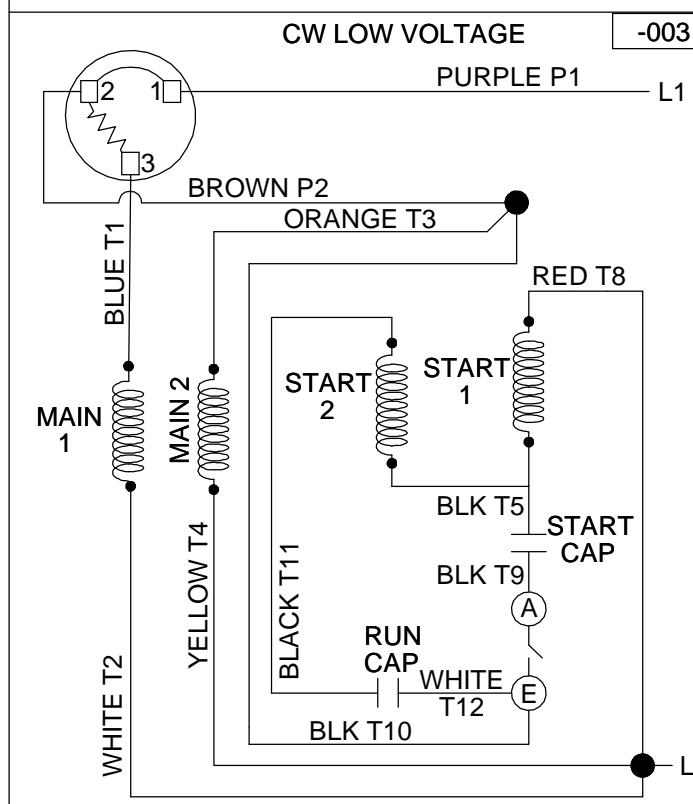 CW LOW VOLTAGE
-003
PURPLE P1
L1
2
1
3
BROWN P2
ORANGE T3
BLUE T1
RED T8
START
2
START
1
MAIN
1
MAIN 2
BLK T5
START
CAP
BLK T9
A
YELLOW T4
BLACK T11
RUN
CAP
WHITE
T12
E
BLK T10
WHITE T2
L